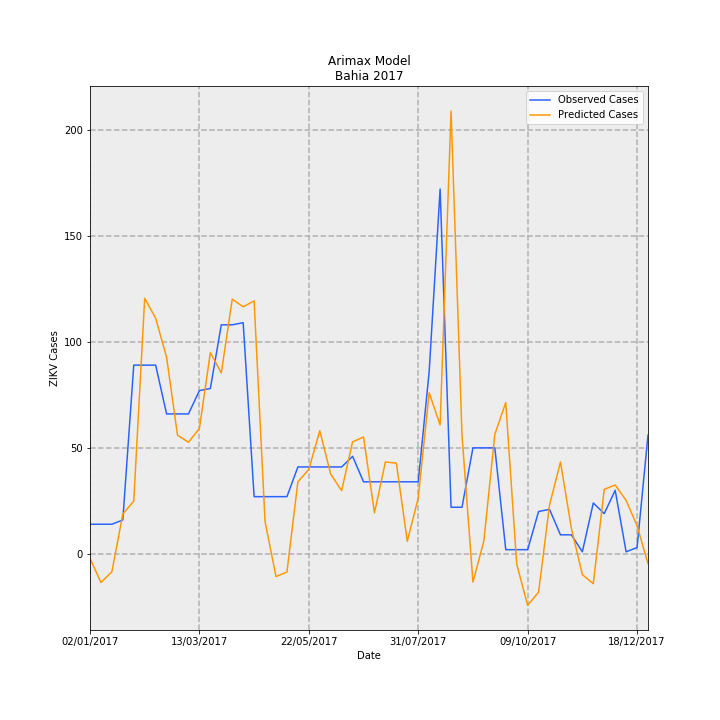 Arimax Model
Bahia 2017
Observed Cases
Predicted Cases
200
150
100
50
0
ZIKV Cases
02/01/2017 13/03/2017 22/05/2017 31/07/2017 09/10/2017 18/12/2017
Date